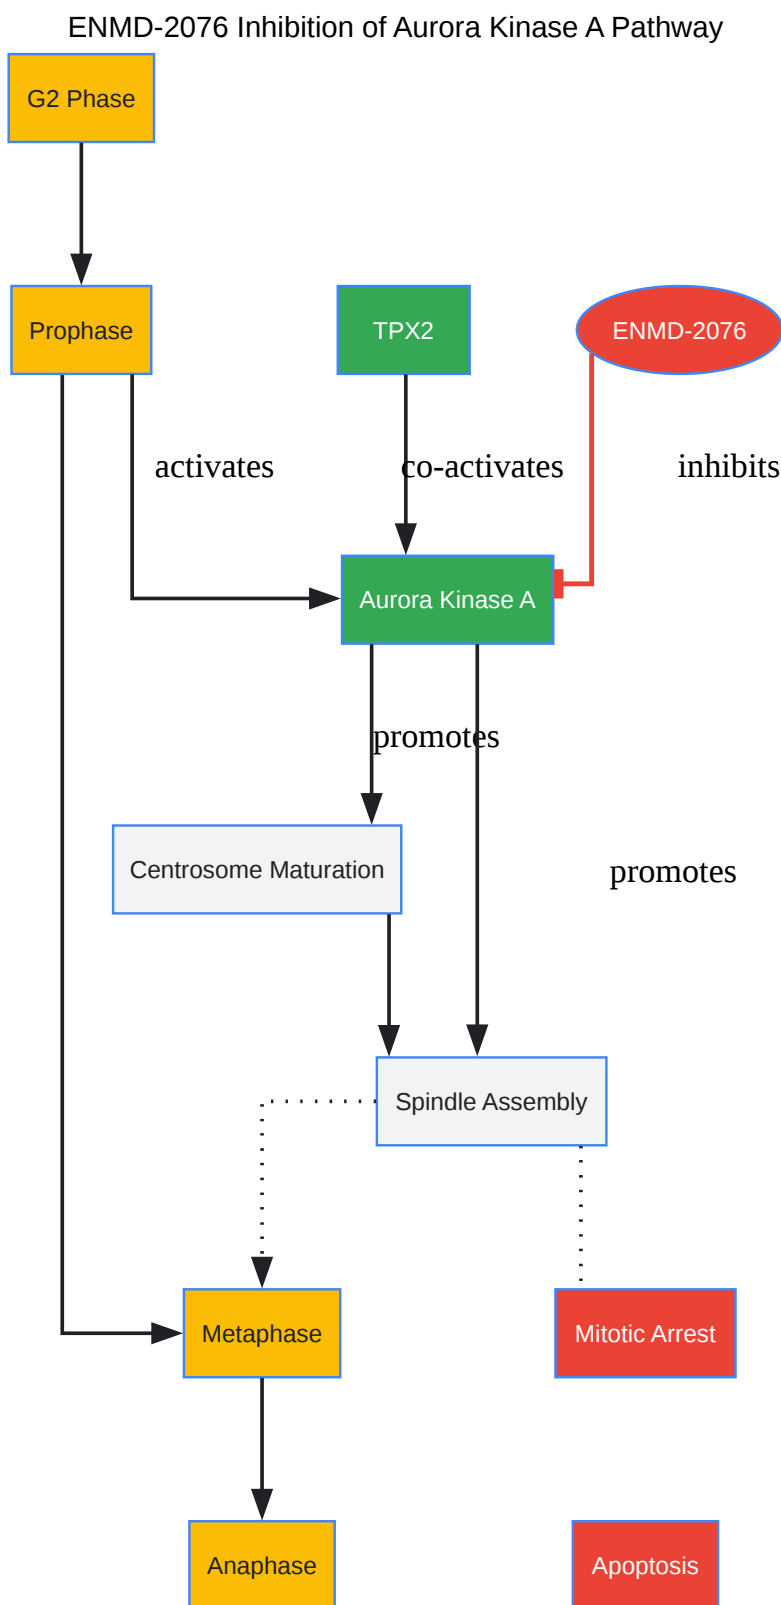 ENMD-2076 Inhibition of Aurora Kinase A Pathway
G2 Phase
Prophase
TPX2
ENMD-2076
activates
co-activates
inhibits
Aurora Kinase A
promotes
Centrosome Maturation
promotes
Spindle Assembly
Metaphase
Mitotic Arrest
Anaphase
Apoptosis